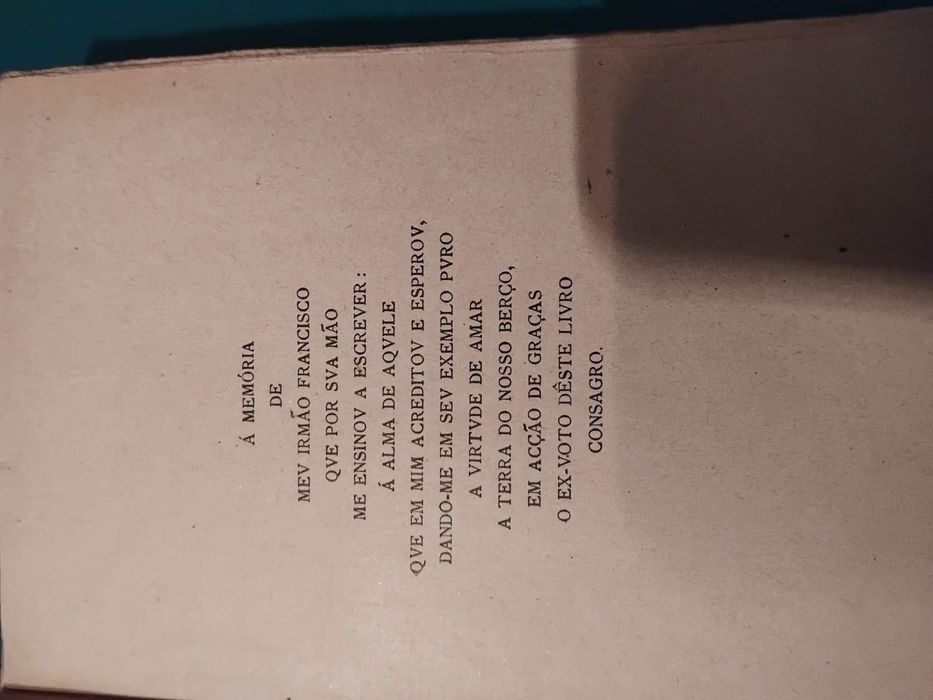 Á MEMÓRIA
DE
MEV IRMÃO FRANCISCO
QVE POR SVA MÃO
ME ENSINOV A ESCREVER :
Á ALMA DE AQVELE
QVE EM MIM ACREDITOV E ESPEROV,
DANDO-ME EM SEV EXEMPLO PVRO
A VIRTVDE DE AMAR
A TERRA DO NOSSO BERÇO,
EM ACÇÃO DE GRAÇAS
O EX-VOTO DÊSTE LIVRO
CONSAGRO.